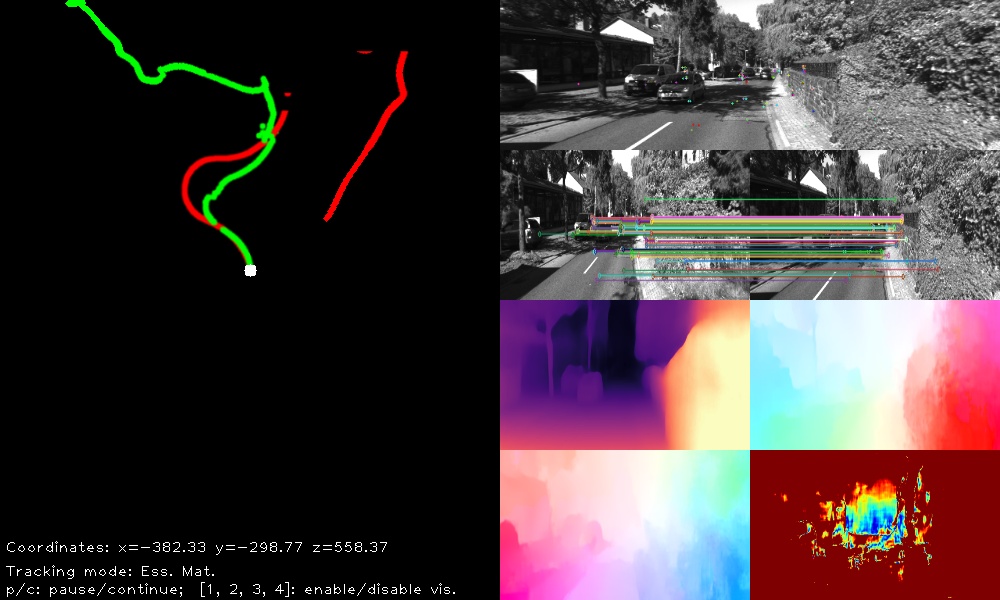 Coordinates: x=-382.33 y=-298.77 z=558.37
Tracking mode: Ess. Mat.
p/c: pause/continue;  [1, 2, 3, 4]: enable/disable vis.